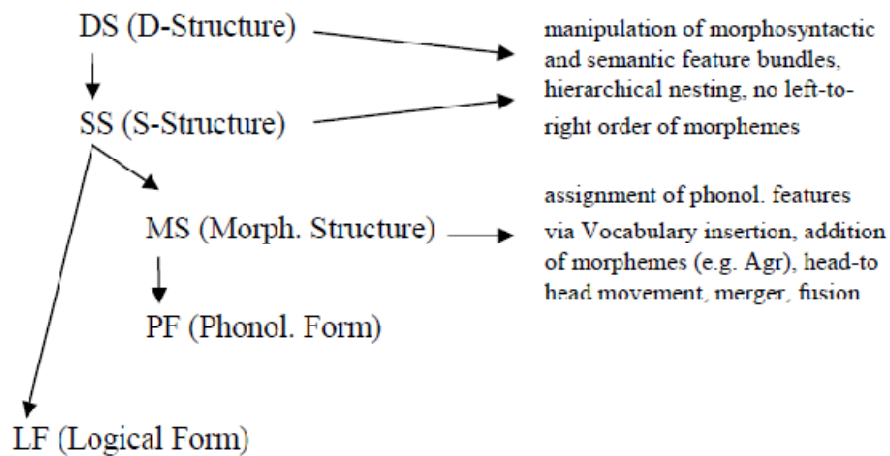 DS (D-Structure)
manipulation of morphosyntactic
and semantic feature bundles,
hierarchical nesting, no left-to-
right order of morphemes
SS (S-Structure)
assignment of phonol. features
MS (Morph. Structure)
via Vocabulary insertion, addition
of morphemes (e.g. Agr), head-to
head movement, merger, fusion
PF (Phonol. Form)
LF (Logical Form)